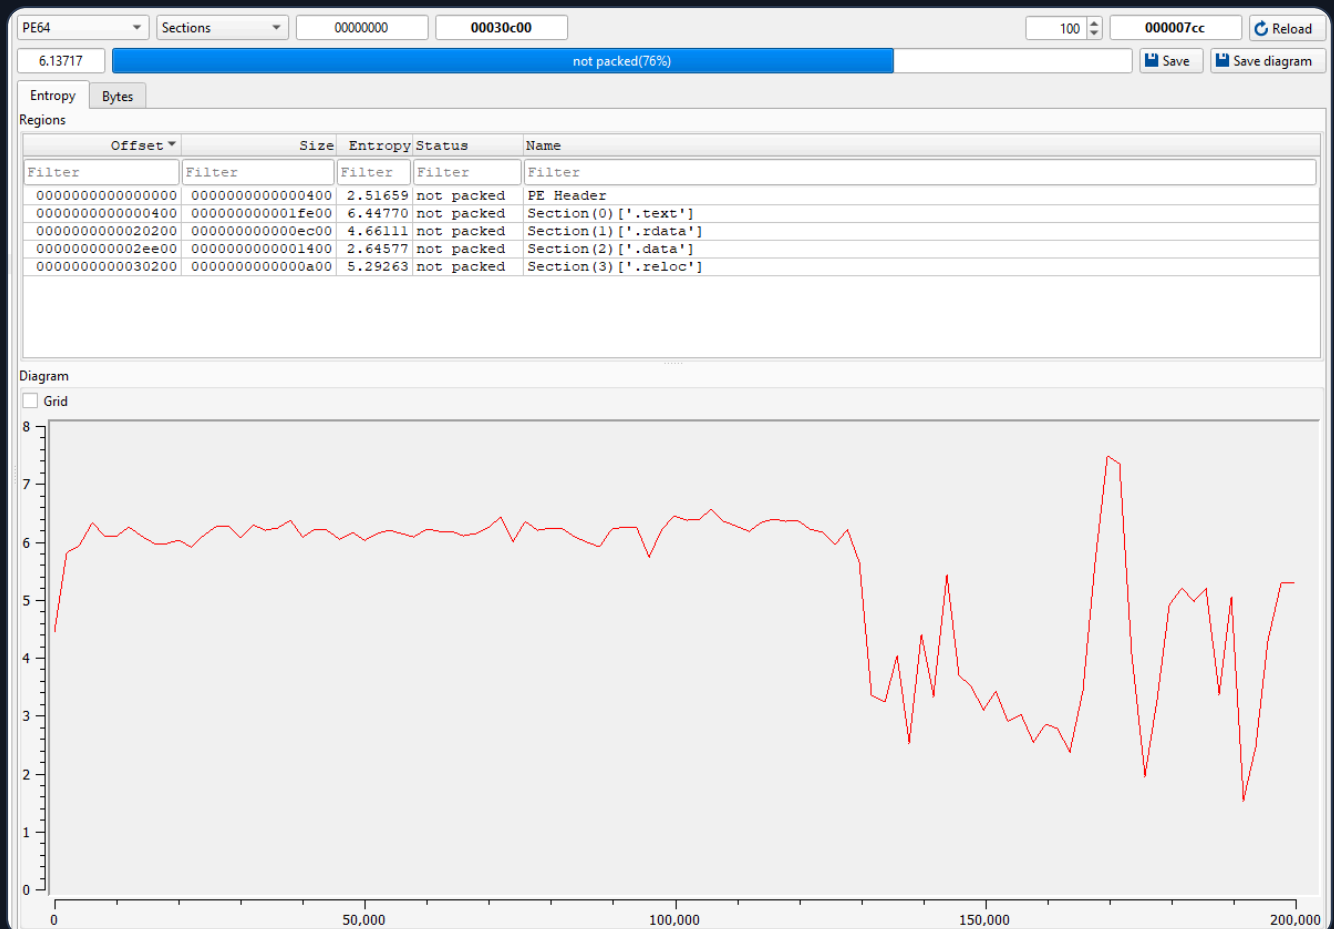 PE64 Sections 00000000 00030c00 100 000007cc Reload
6.13717 not packed(76%) Save Save diagram
Entropy Bytes
Regions
Offset Size Entropy Status Name
Filter Filter Filter Filter Filter
0000000000000000 0000000000000400 2.51659 not packed PE Header
0000000000000400 000000000001fe00 6.44770 not packed Section(0)['.text']
0000000000020200 000000000000ec00 4.66111 not packed Section(1)['.rdata']
000000000002ee00 0000000000001400 2.64577 not packed Section(2)['.data']
0000000000030200 0000000000000a00 5.29263 not packed Section(3)['.reloc']
Diagram
Grid
8
7
6
5
4
3
2
1
0
0 50,000 100,000 150,000 200,000